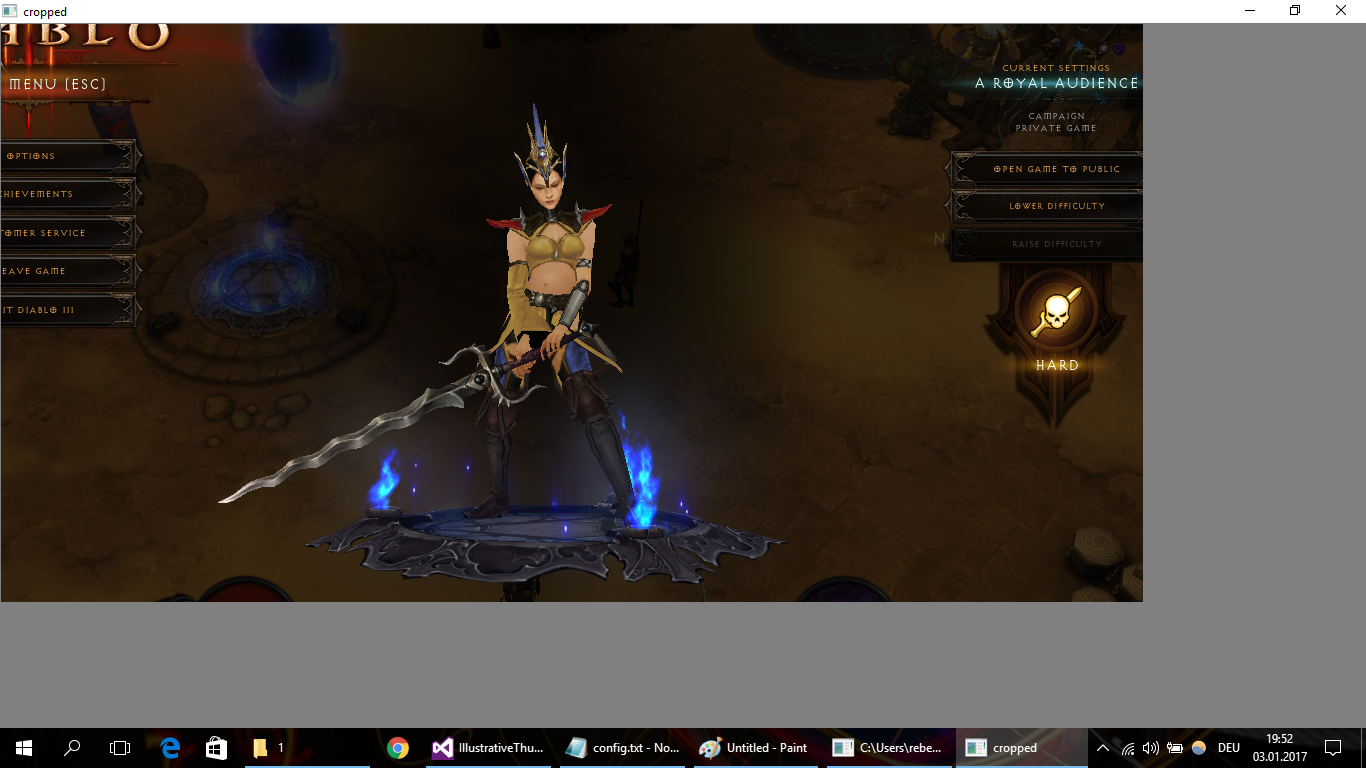 cropped
ABLO
MENU (ESC)
CURRENT SETTINGS
A ROYAL AUDIENCE
CAMPAIGN
PRIVATE GAME
OPTIONS
HIEVEMENTS
TOMER SERVICE
EAVE GAME
IT DIABLO III
OPEN GAME TO PUBLIC
LOWER DIFFICULTY
N
RAISE DIFFICULTY
HARD
1
IllustrativeThu...
config.txt - No...
Untitled - Paint
C:\Users\rebe...
cropped
DEU
19:52
03.01.2017